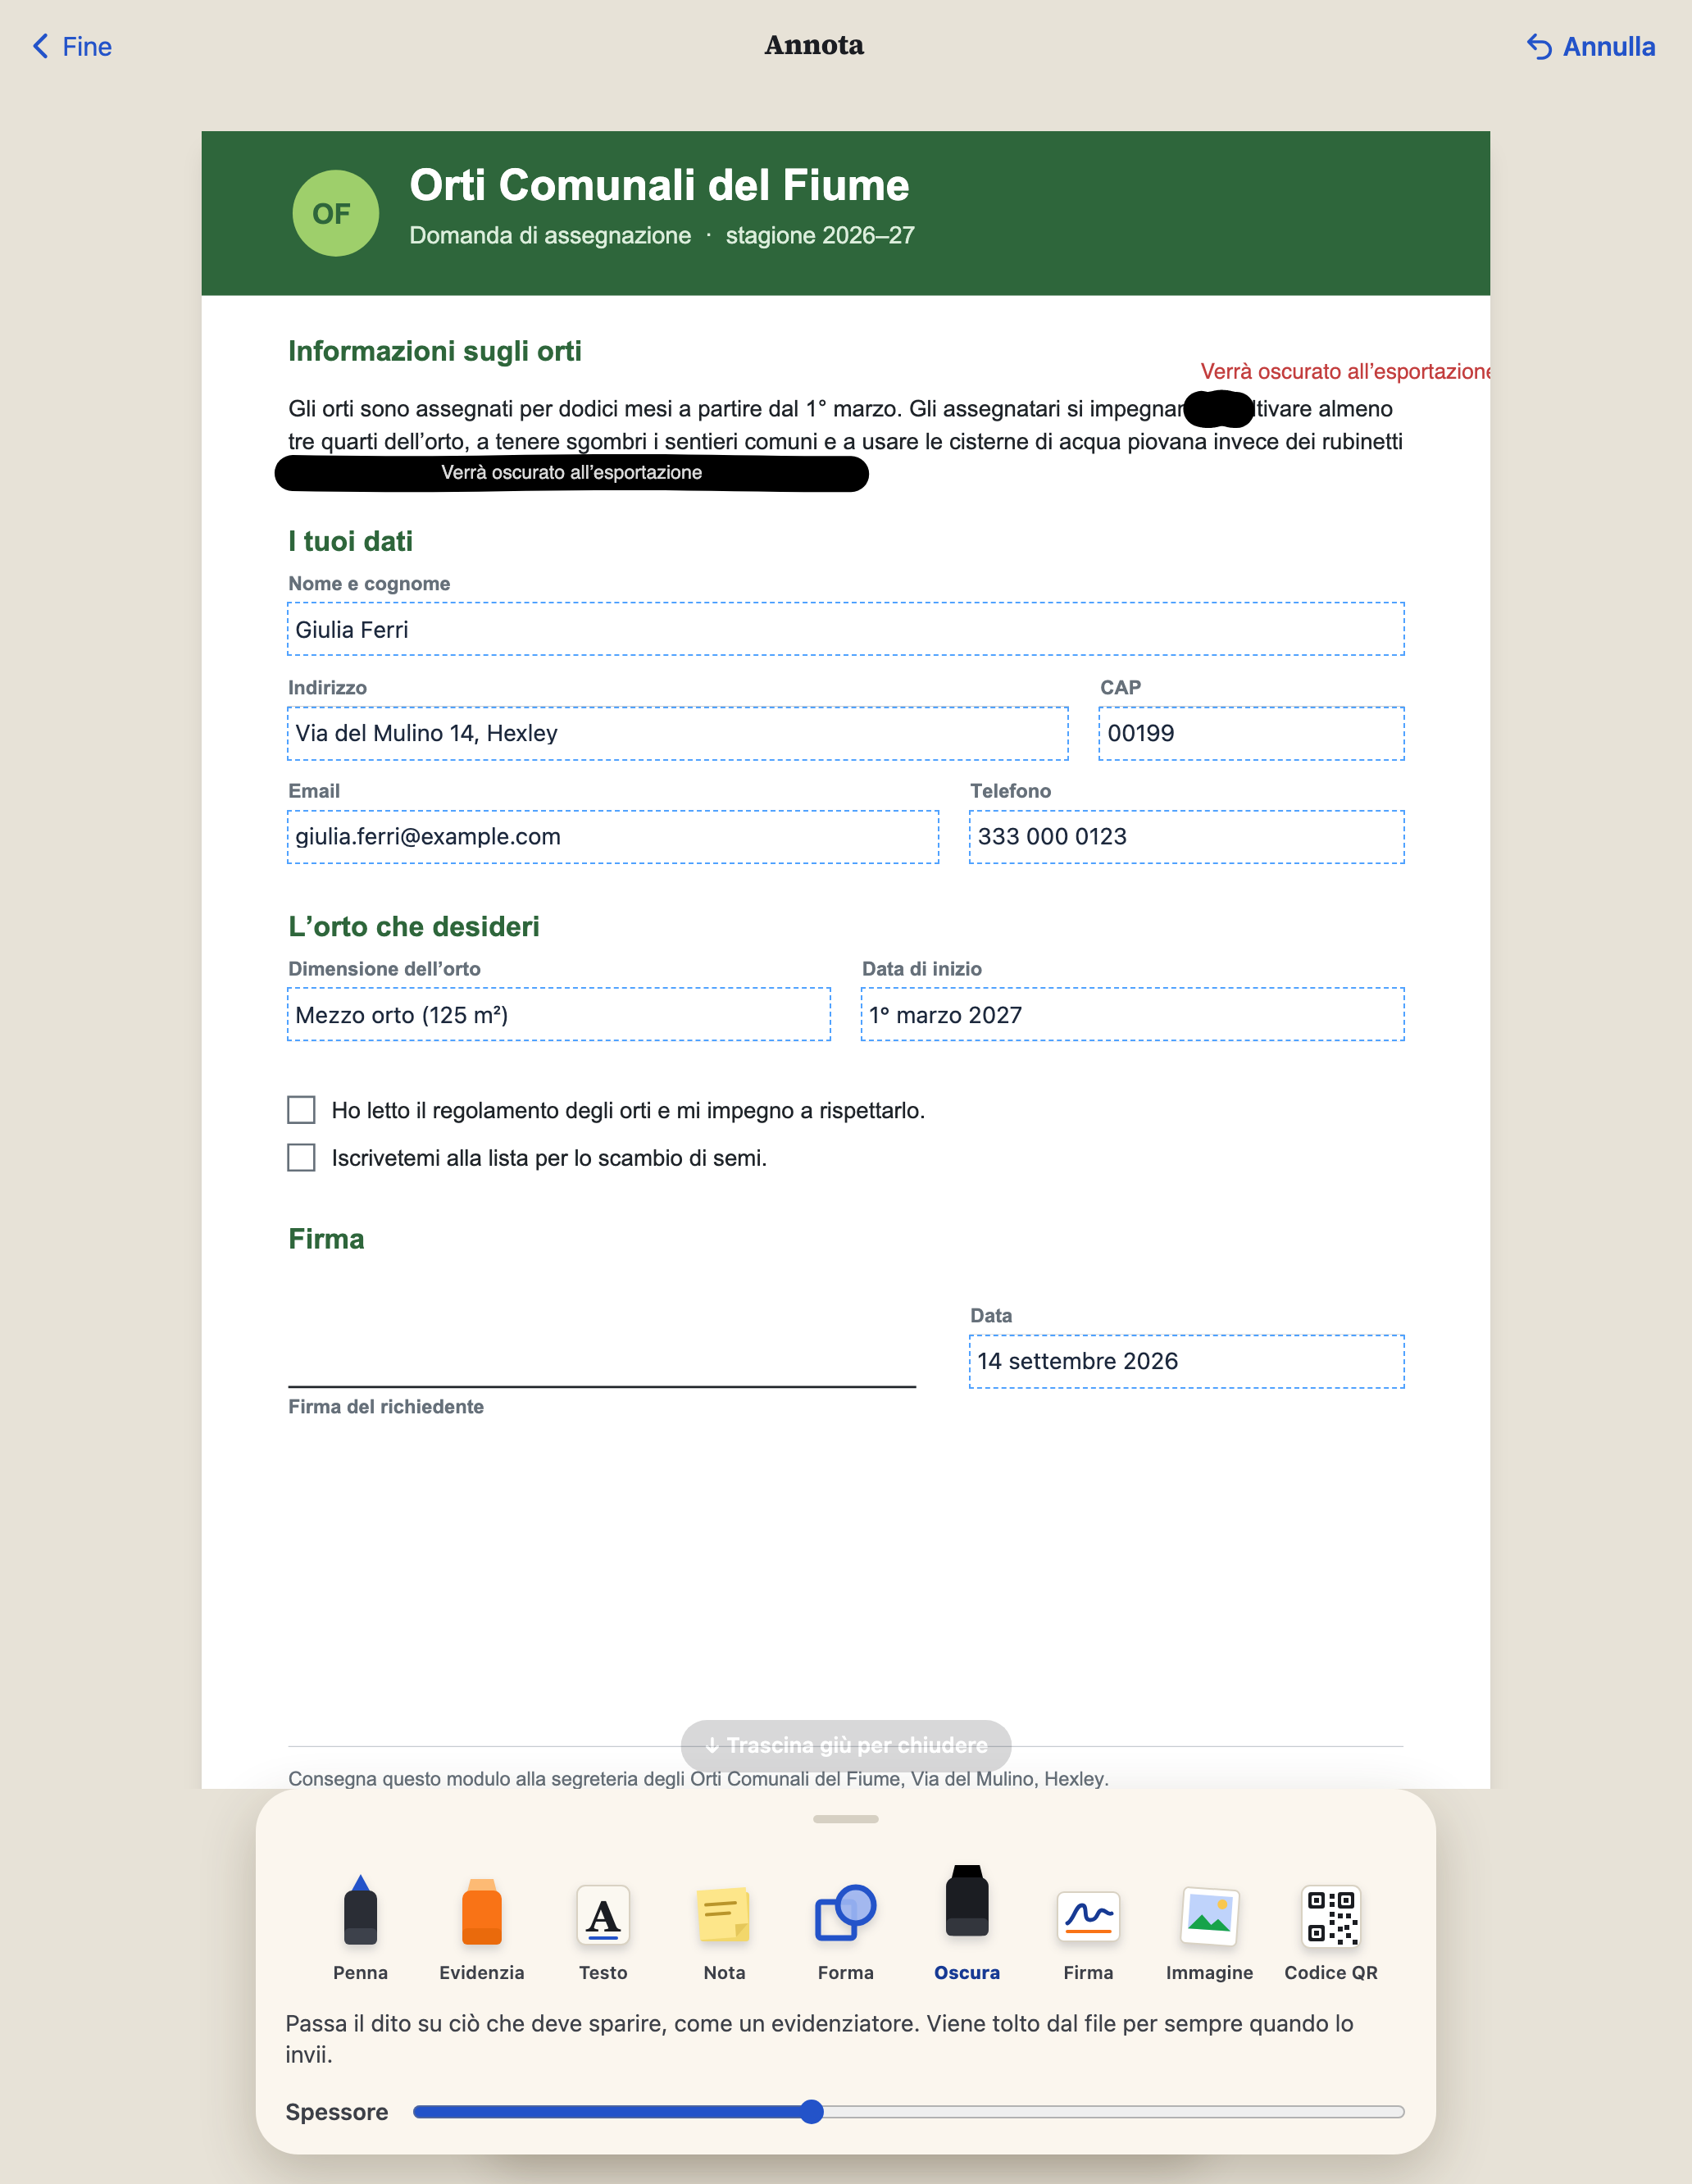 Fine
Annota
Annulla
OF
Orti Comunali del Fiume
Domanda di assegnazione · stagione 2026–27
Informazioni sugli orti
Verrà oscurato all’esportazione
Gli orti sono assegnati per dodici mesi a partire dal 1° marzo. Gli assegnatari si almeno
tre quarti dell’orto, a tenere sgombri i sentieri comuni e a usare le cisterne di acqua piovana invece dei rubinetti
Verrà oscurato all’esportazione
I tuoi dati
Nome e cognome
Giulia Ferri
Indirizzo
CAP
Via del Mulino 14, Hexley
00199
Email
Telefono
giulia.ferri@example.com
333 000 0123
L’orto che desideri
Dimensione dell’orto
Data di inizio
Mezzo orto (125 m²)
1° marzo 2027
Ho letto il regolamento degli orti e mi impegno a rispettarlo.
Iscrivetemi alla lista per lo scambio di semi.
Firma
Data
14 settembre 2026
Firma del richiedente
↓ Trascina giù per chiudere
Consegna questo modulo alla segreteria degli Orti Comunali del Fiume, Via del Mulino, Hexley.
A
Penna
Evidenzia
Testo
Nota
Forma
Oscura
Firma
Immagine
Codice QR
Passa il dito su ciò che deve sparire, come un evidenziatore. Viene tolto dal file per sempre quando lo
invii.
Spessore